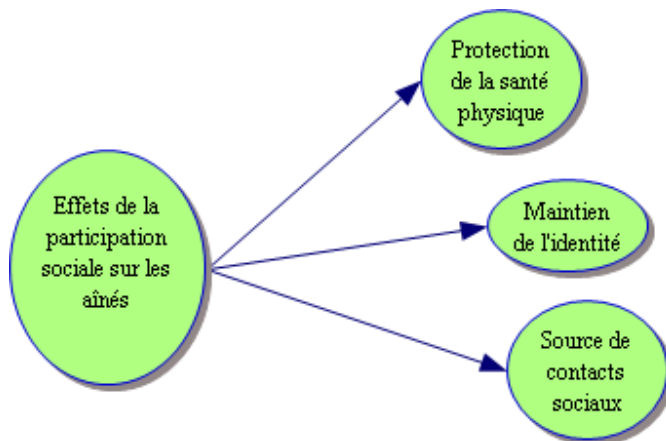 Effets de la
participation
sociale sur les
aînés
Protection
de la santé
physique
Maintien
de l'identité
Source de
contacts
sociaux